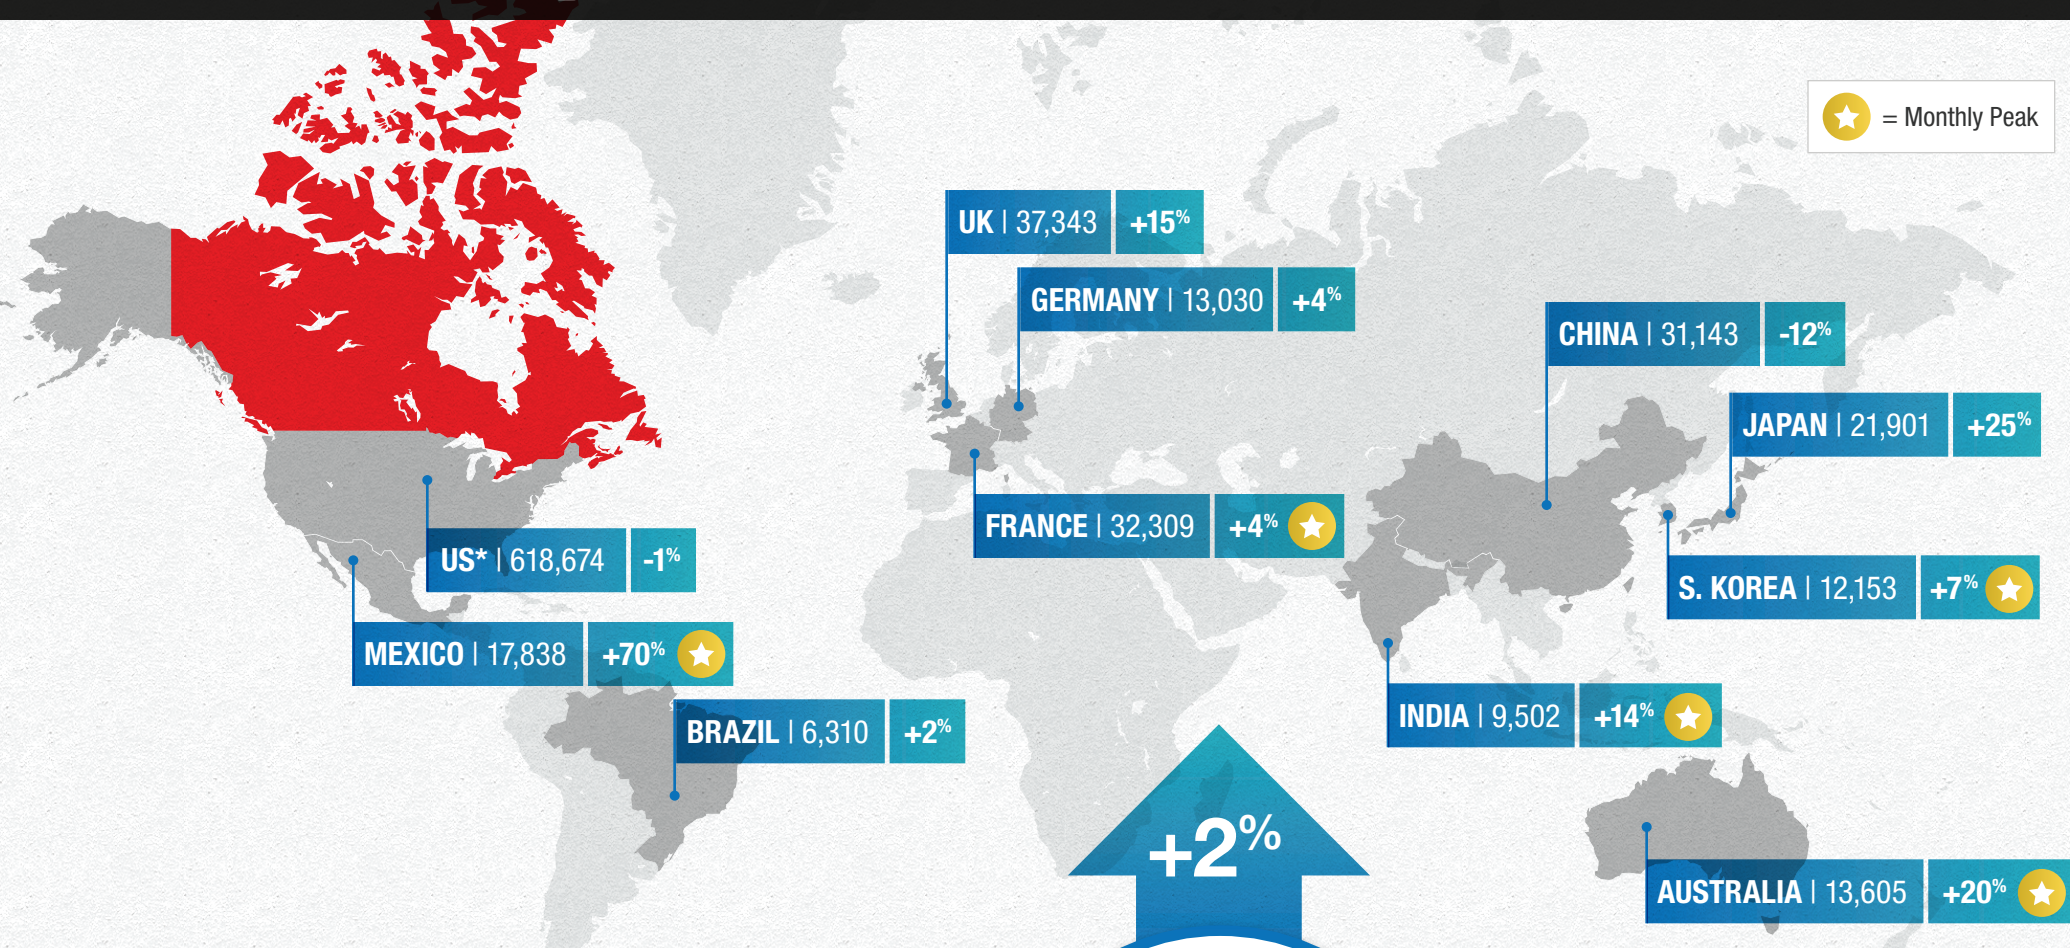 = Monthly Peak
UK | 37,343 +15%
GERMANY | 13,030 +4%
CHINA | 31,143 -12%
JAPAN | 21,901 +25%
FRANCE | 32,309 +4%
US* | 618,674 -1%
S. KOREA | 12,153 +7%
MEXICO | 17,838 +70%
INDIA | 9,502 +14%
BRAZIL | 6,310 +2%
+2%
AUSTRALIA | 13,605 +20%